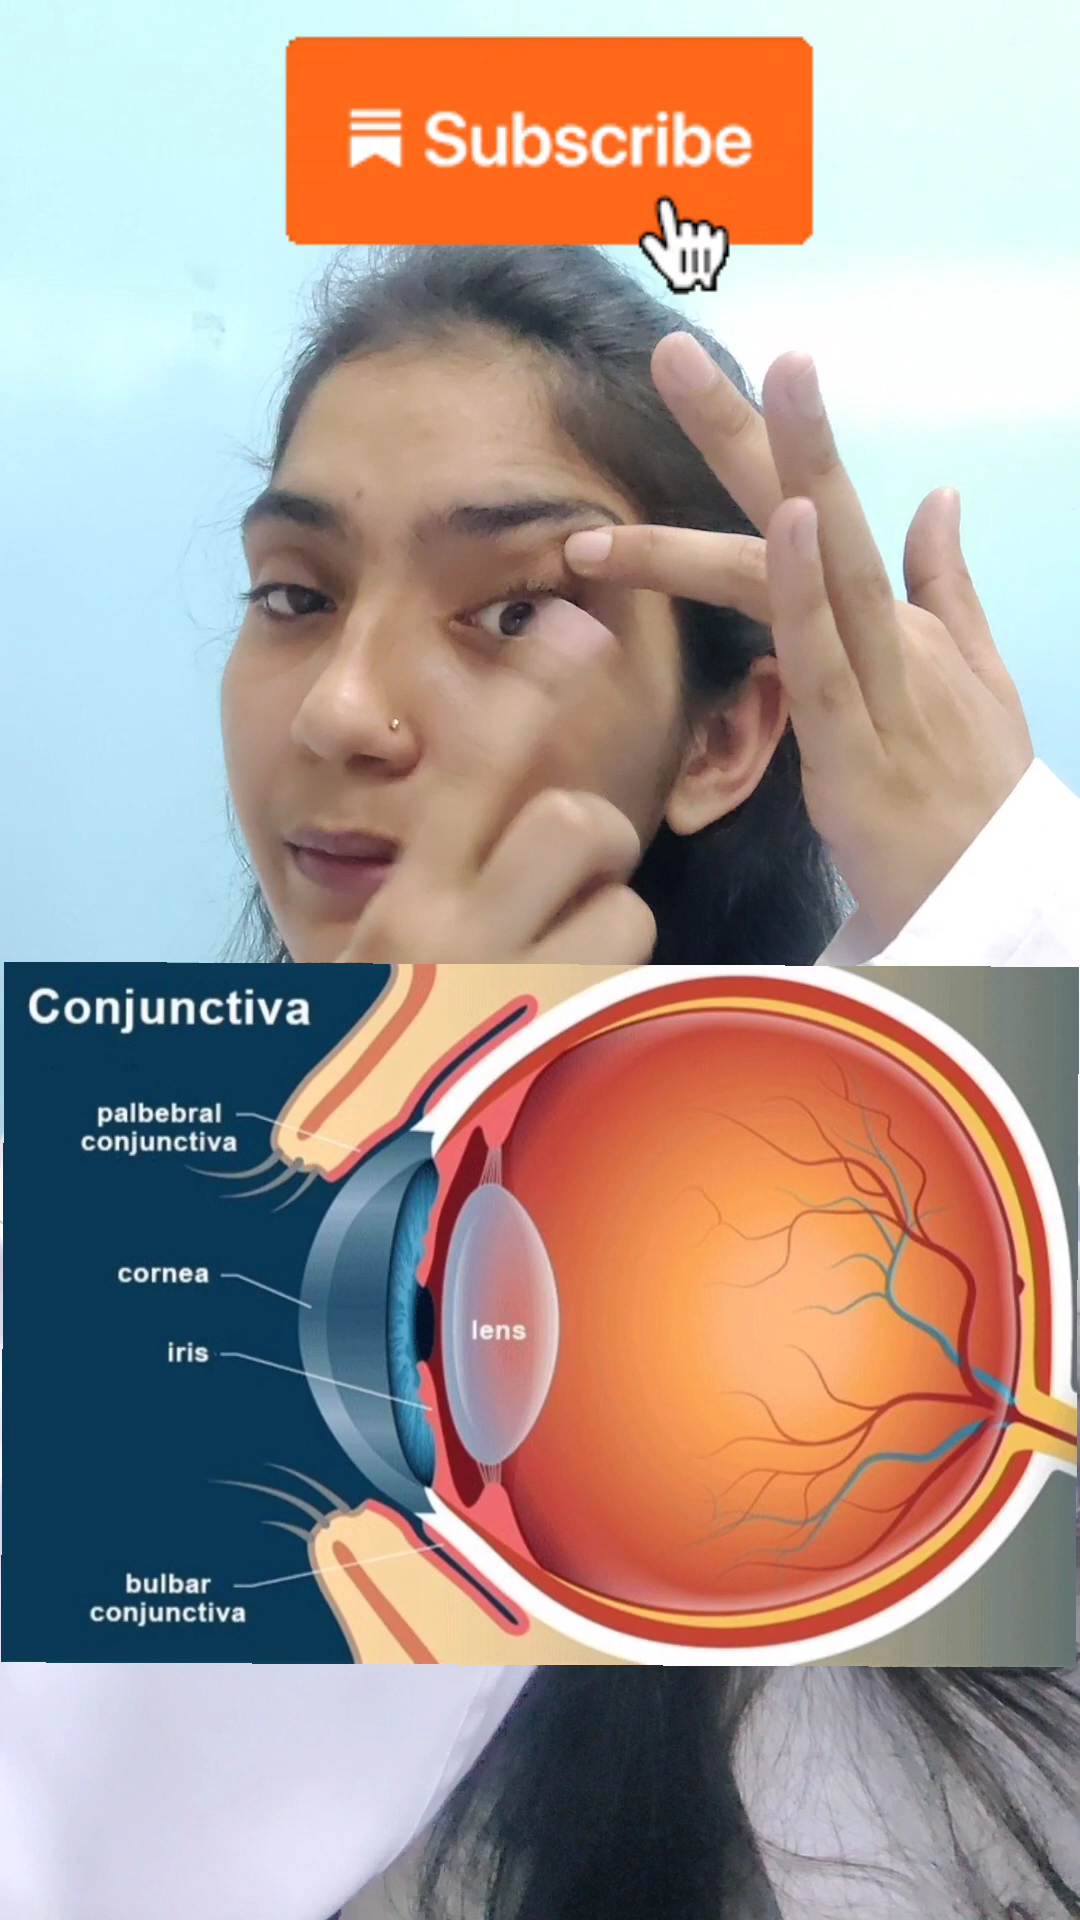 Subscribe
Conjunctiva
palbebral
conjunctiva
cornea
iris
lens
bulbar
conjunctiva